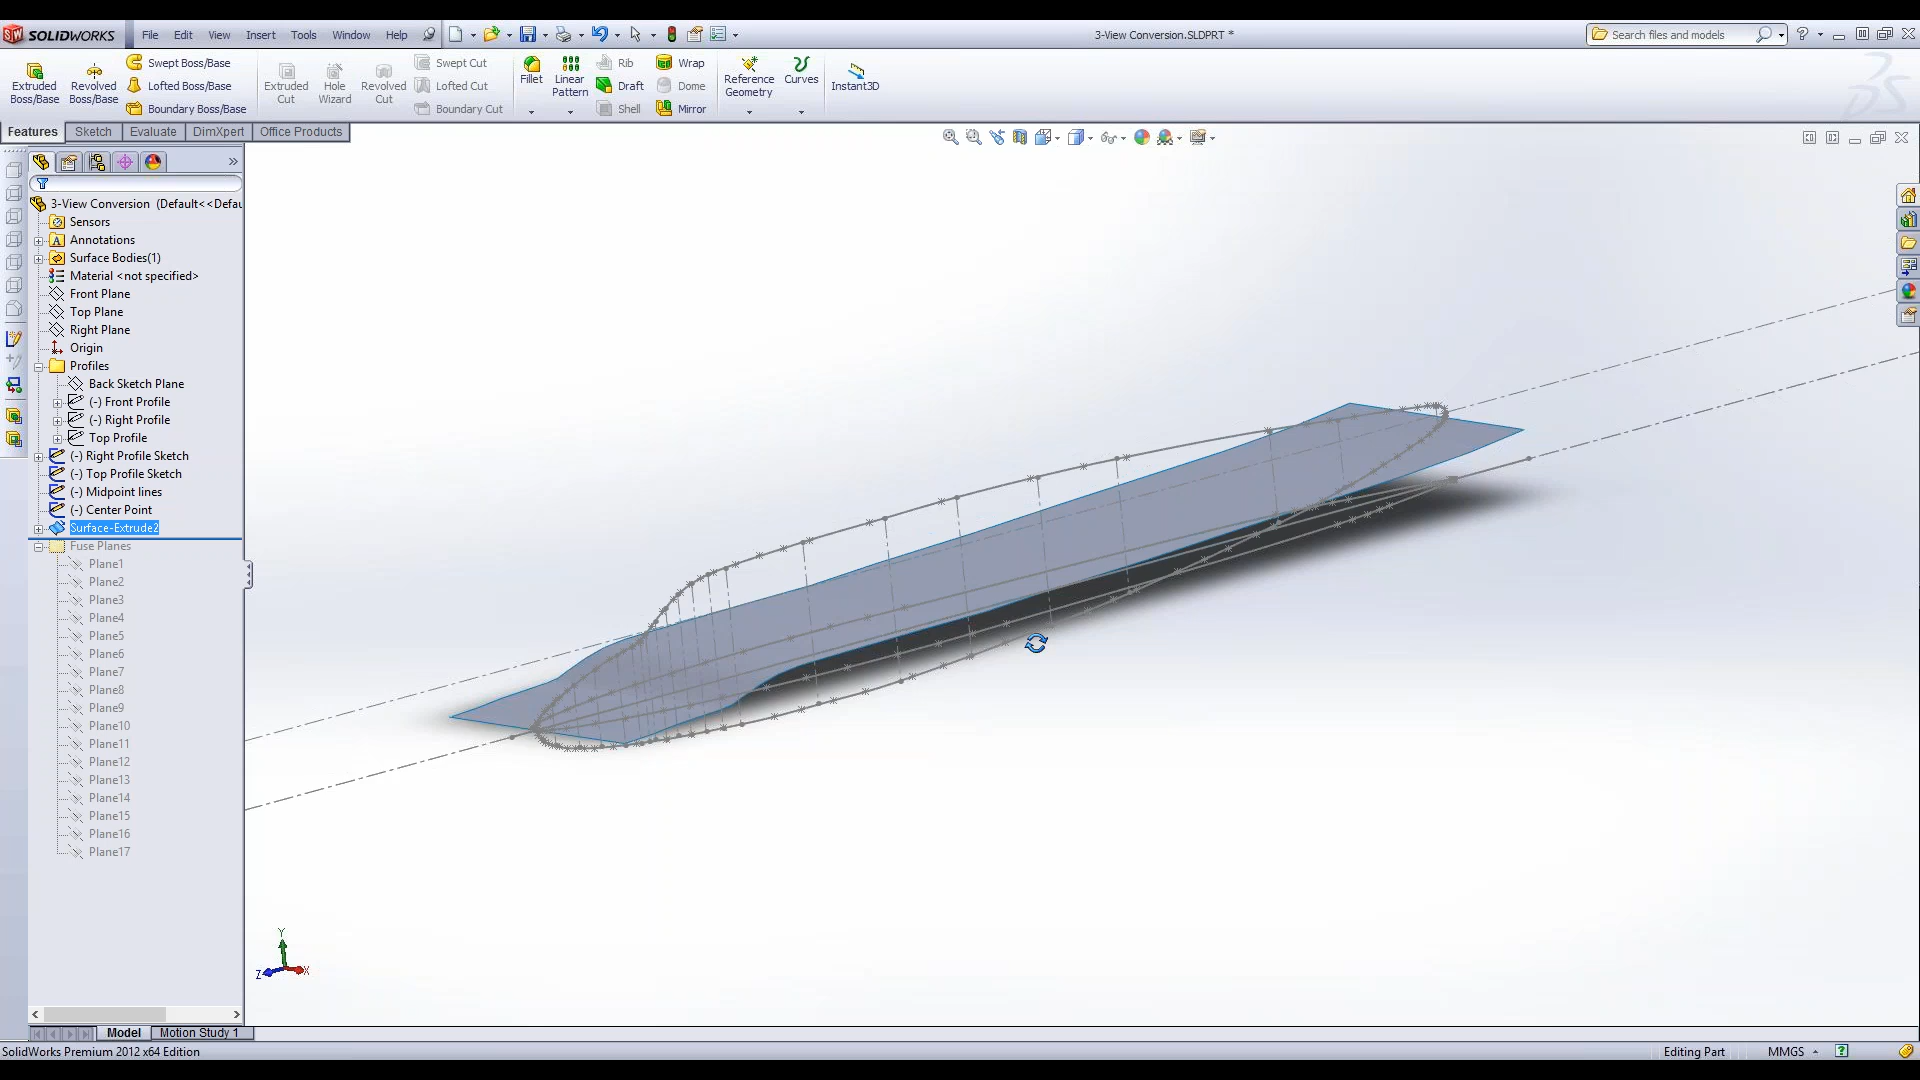 SOLIDWORKS File Edit View Insert Tools Window Help 3-View Conversion.SLDPRT * Search files and models
Extruded Boss/Base
Revolved Boss/Base
Swept Boss/Base
Lofted Boss/Base
Boundary Boss/Base
Extruded Cut
Hole Wizard
Revolved Cut
Swept Cut
Lofted Cut
Boundary Cut
Fillet
Linear Pattern
Rib
Draft
Shell
Wrap
Dome
Mirror
Reference Geometry
Curves
Instant3D
Features Sketch Evaluate DimXpert Office Products
3-View Conversion (Default<<Defau
Sensors
Annotations
Surface Bodies(1)
Material <not specified>
Front Plane
Top Plane
Right Plane
Origin
Profiles
Back Sketch Plane
(-) Front Profile
(-) Right Profile
Top Profile
(-) Right Profile Sketch
(-) Top Profile Sketch
(-) Midpoint lines
(-) Center Point
Surface-Extrude2
Fuse Planes
Plane1
Plane2
Plane3
Plane4
Plane5
Plane6
Plane7
Plane8
Plane9
Plane10
Plane11
Plane12
Plane13
Plane14
Plane15
Plane16
Plane17
Y
Z X
Model Motion Study 1
SolidWorks Premium 2012 x64 Edition Editing Part MMGS